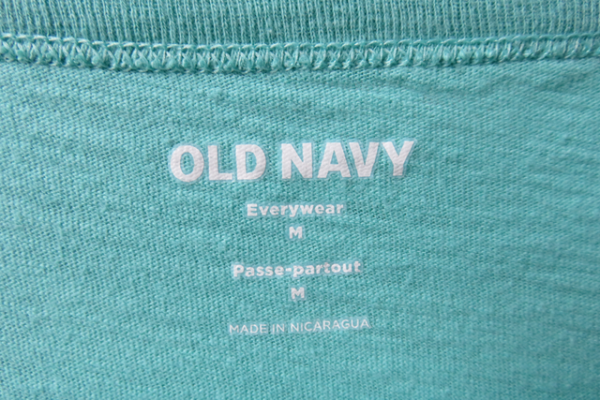 OLD NAVY
Everywear
M
Passe-partout
M
MADE IN NICARAGUA